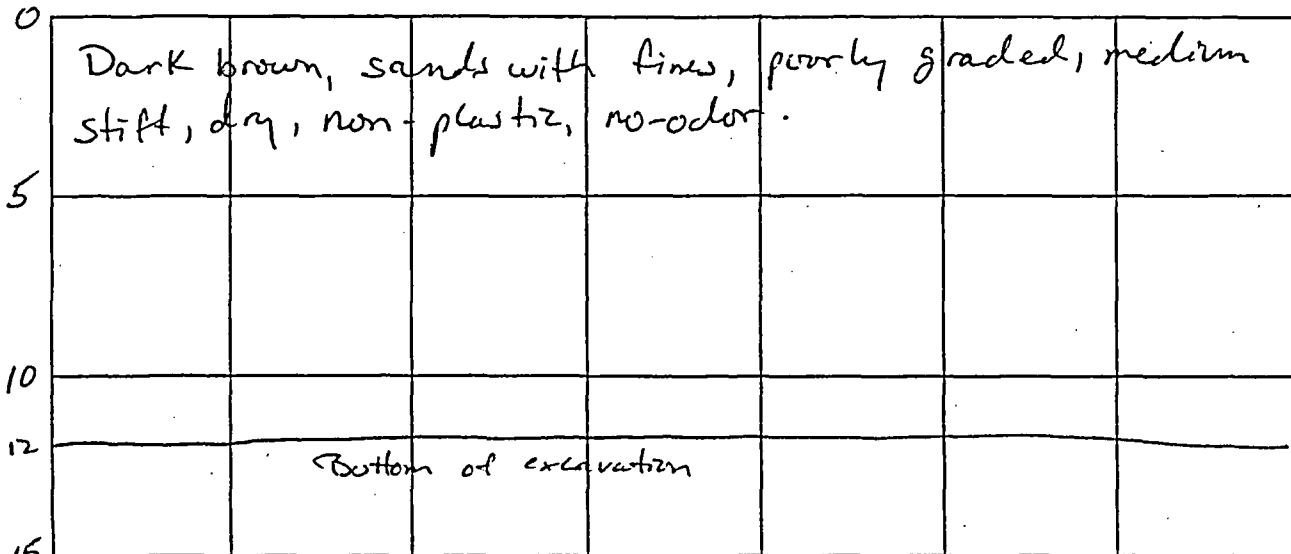 0
Dark brown, sands with fines, poorly graded, medium
stiff, dry, non-plastic, no-odor.
5
10
12
Bottom of excavation
15